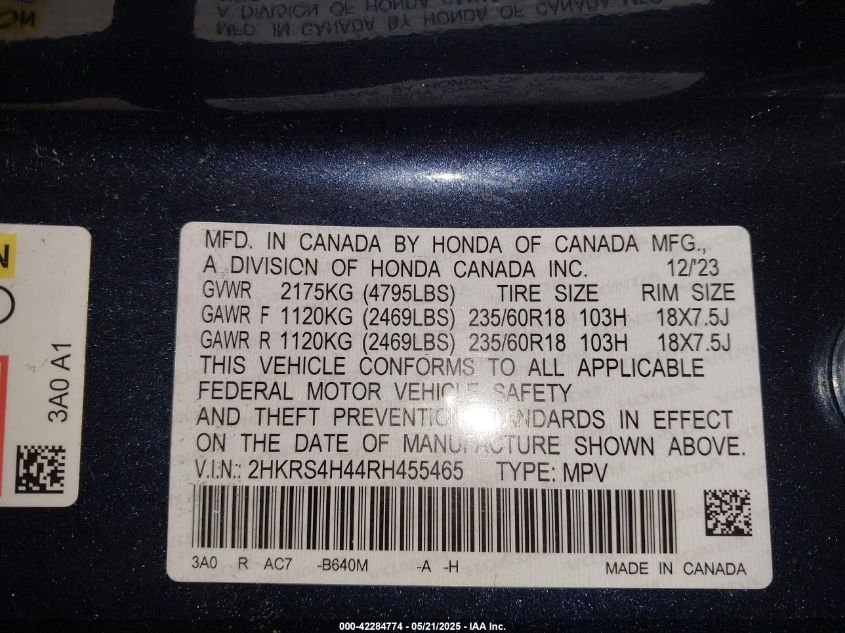 MFD. IN CANADA BY HONDA OF CANADA MFG.,
A DIVISION OF HONDA CANADA INC. 12/'23
GVWR 2175KG (4795LBS) TIRE SIZE RIM SIZE
GAWR F 1120KG (2469LBS) 235/60R18 103H 18X7.5J
GAWR R 1120KG (2469LBS) 235/60R18 103H 18X7.5J
THIS VEHICLE CONFORMS TO ALL APPLICABLE
FEDERAL MOTOR VEHICLE SAFETY
AND THEFT PREVENTION STANDARDS IN EFFECT
ON THE DATE OF MANUFACTURE SHOWN ABOVE.
V.I.N.: 2HKRS4H44RH455465 TYPE: MPV
3A0 R AC7 -B640M -A -H MADE IN CANADA
3A0 A1
000-42284774 - 05/21/2025 - IAA Inc.